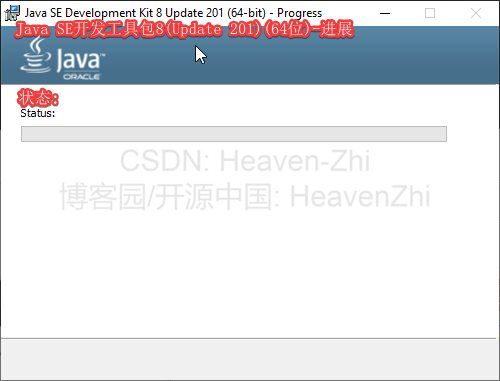 Java SE Development Kit 8 Update 201 (64-bit) - Progress
Java SE开发工具包8(Update 201)(64位)-进展
Java
ORACLE
状态:
Status:
CSDN: Heaven-Zhi
博客园/开源中国: HeavenZhi